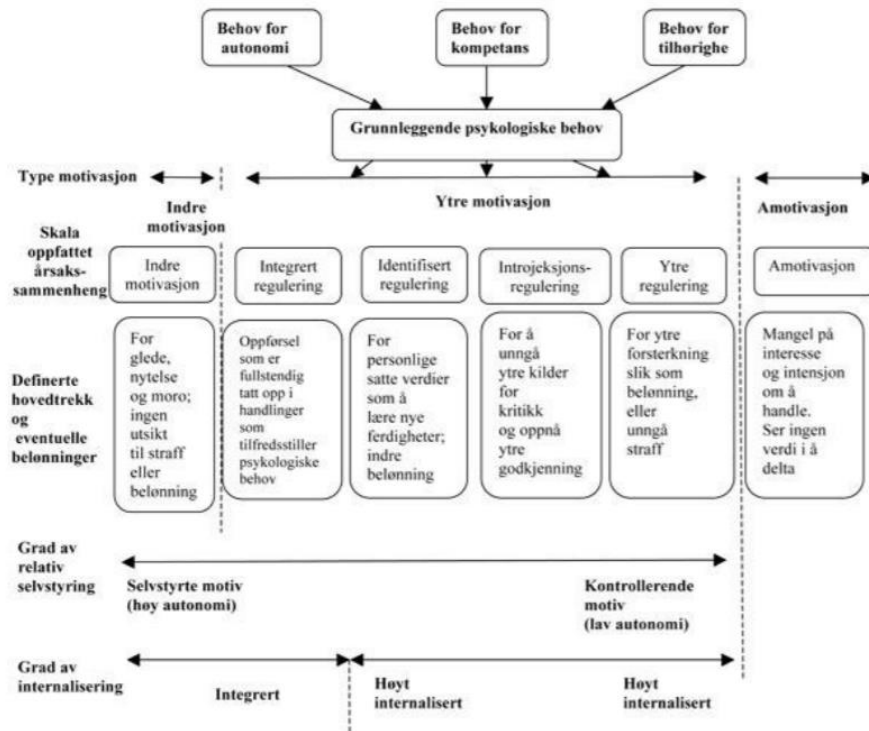 Behov for
autonomi
Behov for
kompetans
Behov for
tilhørighe
Grunnleggende psykologiske behov
Type motivasjon
Indre
motivasjon
Ytre motivasjon
Amotivasjon
Skala
oppfattet
årsaks-
sammenheng
Indre
motivasjon
Integrert
regulering
Identifisert
regulering
Introjeksjons-
regulering
Ytre
regulering
Amotivasjon
Definerte
hovedtrekk
og
eventuelle
belønninger
For
glede,
nytelse
og moro;
ingen
utsikt
til straff
eller
belønning
Oppførsel
som er
fullstendig
tatt opp i
handlinger
som
tilfredsstiller
psykologiske
behov
For
personlige
satte verdier
som å
lære nye
ferdigheter;
indre
belønning
For å
unngå
ytre kilder
for
kritikk
og oppnå
ytre
godkjenning
For ytre
forsterkning
slik som
belønning,
eller
unngå
straff
Mangel på
interesse
og intensjon
om å
handle.
Ser ingen
verdi i å
delta
Grad av
relativ
selvstyring
Selvstyrte motiv
(høy autonomi)
Kontrollerende
motiv
(lav autonomi)
Grad av
internalisering
Integrert
Høyt
internalisert
Høyt
internalisert